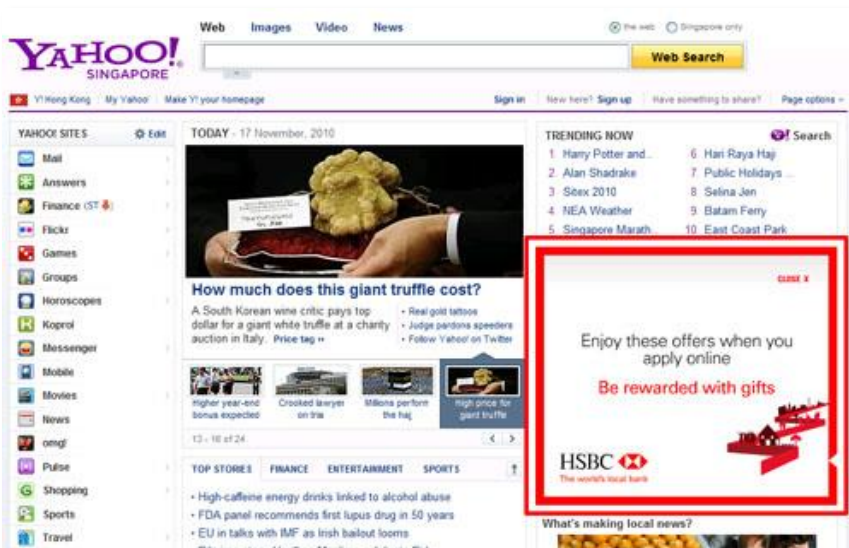 Web Images Video News
the web Singapore only
YAHOO!
SINGAPORE
Web Search
Y! Hong Kong My Yahoo! Make Y! your homepage
Sign in New here? Sign up Have something to share? Page options
YAHOO! SITES Edit
Mail
Answers
Finance (ST)
Flickr
Games
Groups
Horoscopes
Koprol
Messenger
Mobile
Movies
News
omg!
Pulse
Shopping
Sports
Travel
TODAY - 17 November, 2010
How much does this giant truffle cost?
A South Korean wine critic pays top
dollar for a giant white truffle at a charity
auction in Italy. Price tag »
• Real gold tattoos
• Judge pardons speeders
• Follow Yahoo! on Twitter
Higher year-end
bonus expected
Crooked lawyer
on trial
Millions perform
the hajj
High price for
giant truffle
13 - 16 of 24
TOP STORIES FINANCE ENTERTAINMENT SPORTS
• High-caffeine energy drinks linked to alcohol abuse
• FDA panel recommends first lupus drug in 50 years
• EU in talks with IMF as Irish bailout looms
TRENDING NOW Y! Search
1 Harry Potter and...
2. Alan Shadrake
3 Sitex 2010
4. NEA Weather
5. Singapore Marath...
6 Hari Raya Haji
7. Public Holidays ...
8 Selina Jen
9. Batam Ferry
10. East Coast Park
CLOSE X
Enjoy these offers when you
apply online
Be rewarded with gifts
HSBC
The world's local bank
What's making local news?